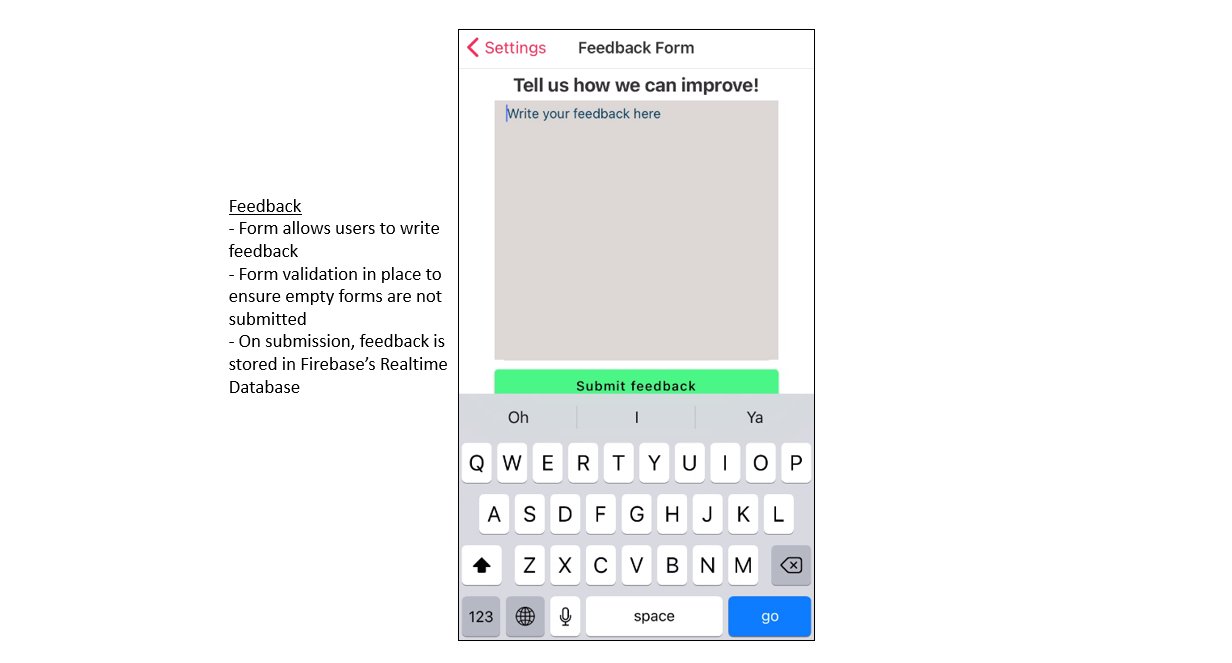 Settings Feedback Form
Tell us how we can improve!
Write your feedback here
Feedback
- Form allows users to write
feedback
- Form validation in place to
ensure empty forms are not
submitted
- On submission, feedback is
stored in Firebase’s Realtime
Database
Submit feedback
Oh I Ya
Q W E R T Y U I O P
A S D F G H J K L
Z X C V B N M
123 space go